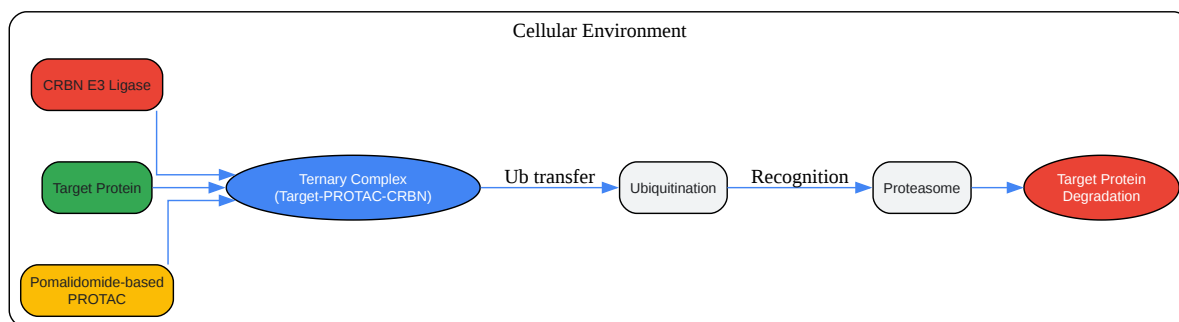 Cellular Environment
CRBN E3 Ligase
Target Protein
Pomalidomide-based
PROTAC
Ternary Complex
(Target-PROTAC-CRBN)
Ub transfer
Ubiquitination
Recognition
Proteasome
Target Protein
Degradation